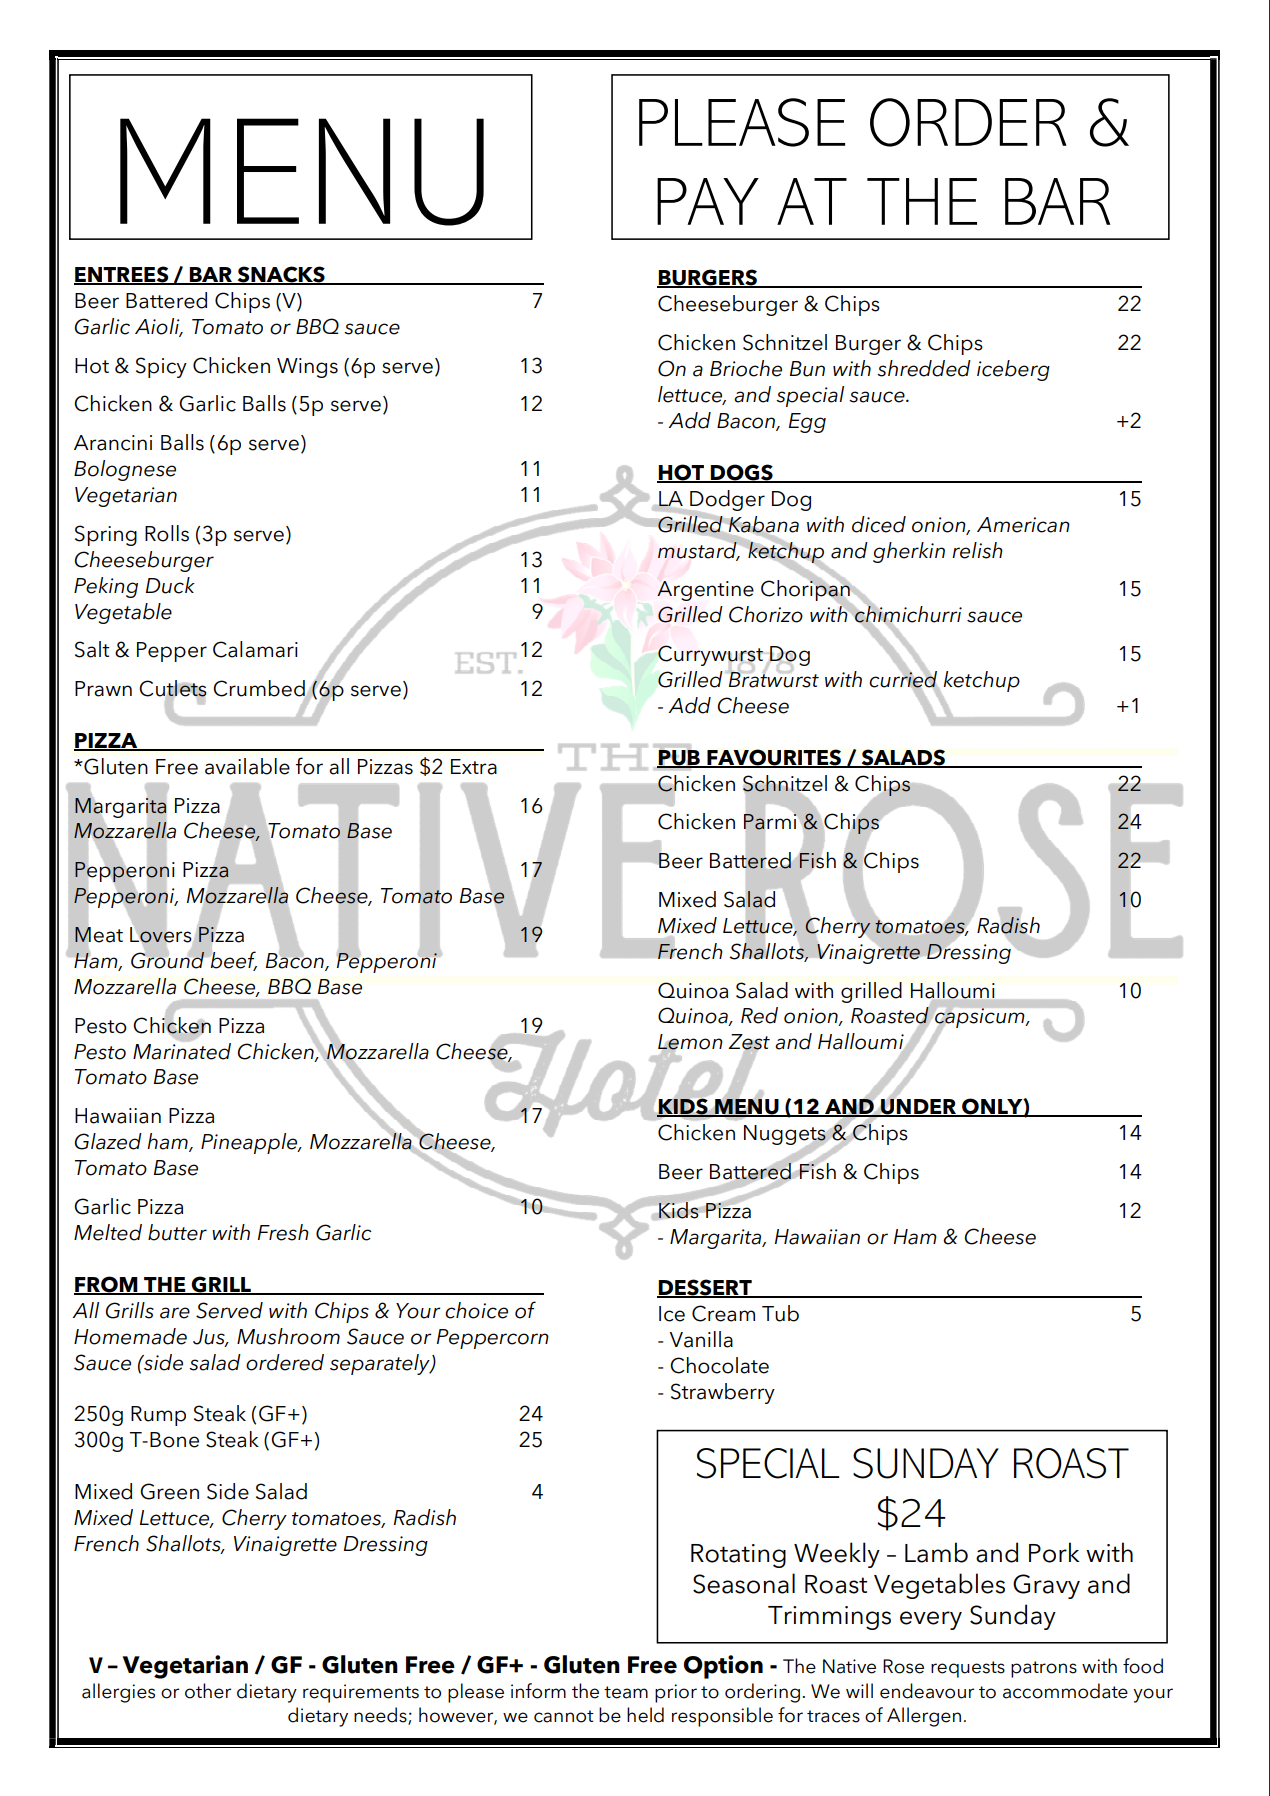 MENU
PLEASE ORDER &
PAY AT THE BAR
ENTREES / BAR SNACKS
Beer Battered Chips (V) 7
Garlic Aioli, Tomato or BBQ sauce
Hot & Spicy Chicken Wings (6p serve) 13
Chicken & Garlic Balls (5p serve) 12
Arancini Balls (6p serve)
Bolognese 11
Vegetarian 11
Spring Rolls (3p serve)
Cheeseburger 13
Peking Duck 11
Vegetable 9
Salt & Pepper Calamari 12
Prawn Cutlets Crumbed (6p serve) 12
PIZZA
*Gluten Free available for all Pizzas $2 Extra
Margarita Pizza 16
Mozzarella Cheese, Tomato Base
Pepperoni Pizza 17
Pepperoni, Mozzarella Cheese, Tomato Base
Meat Lovers Pizza 19
Ham, Ground beef, Bacon, Pepperoni
Mozzarella Cheese, BBQ Base
Pesto Chicken Pizza 19
Pesto Marinated Chicken, Mozzarella Cheese,
Tomato Base
Hawaiian Pizza 17
Glazed ham, Pineapple, Mozzarella Cheese,
Tomato Base
Garlic Pizza 10
Melted butter with Fresh Garlic
FROM THE GRILL
All Grills are Served with Chips & Your choice of
Homemade Jus, Mushroom Sauce or Peppercorn
Sauce (side salad ordered separately)
250g Rump Steak (GF+) 24
300g T-Bone Steak (GF+) 25
Mixed Green Side Salad 4
Mixed Lettuce, Cherry tomatoes, Radish
French Shallots, Vinaigrette Dressing
BURGERS
Cheeseburger & Chips 22
Chicken Schnitzel Burger & Chips 22
On a Brioche Bun with shredded iceberg
lettuce, and special sauce.
- Add Bacon, Egg +2
HOT DOGS
LA Dodger Dog 15
Grilled Kabana with diced onion, American
mustard, ketchup and gherkin relish
Argentine Choripan 15
Grilled Chorizo with chimichurri sauce
Currywurst Dog 15
Grilled Bratwurst with curried ketchup
- Add Cheese +1
PUB FAVOURITES / SALADS
Chicken Schnitzel & Chips 22
Chicken Parmi & Chips 24
Beer Battered Fish & Chips 22
Mixed Salad 10
Mixed Lettuce, Cherry tomatoes, Radish
French Shallots, Vinaigrette Dressing
Quinoa Salad with grilled Halloumi 10
Quinoa, Red onion, Roasted capsicum,
Lemon Zest and Halloumi
KIDS MENU (12 AND UNDER ONLY)
Chicken Nuggets & Chips 14
Beer Battered Fish & Chips 14
Kids Pizza 12
- Margarita, Hawaiian or Ham & Cheese
DESSERT
Ice Cream Tub 5
- Vanilla
- Chocolate
- Strawberry
SPECIAL SUNDAY ROAST
$24
Rotating Weekly – Lamb and Pork with
Seasonal Roast Vegetables Gravy and
Trimmings every Sunday
V – Vegetarian / GF - Gluten Free / GF+ - Gluten Free Option - The Native Rose requests patrons with food
allergies or other dietary requirements to please inform the team prior to ordering. We will endeavour to accommodate your
dietary needs; however, we cannot be held responsible for traces of Allergen.
EST. 1878
THE
NATIVE ROSE
Hotel